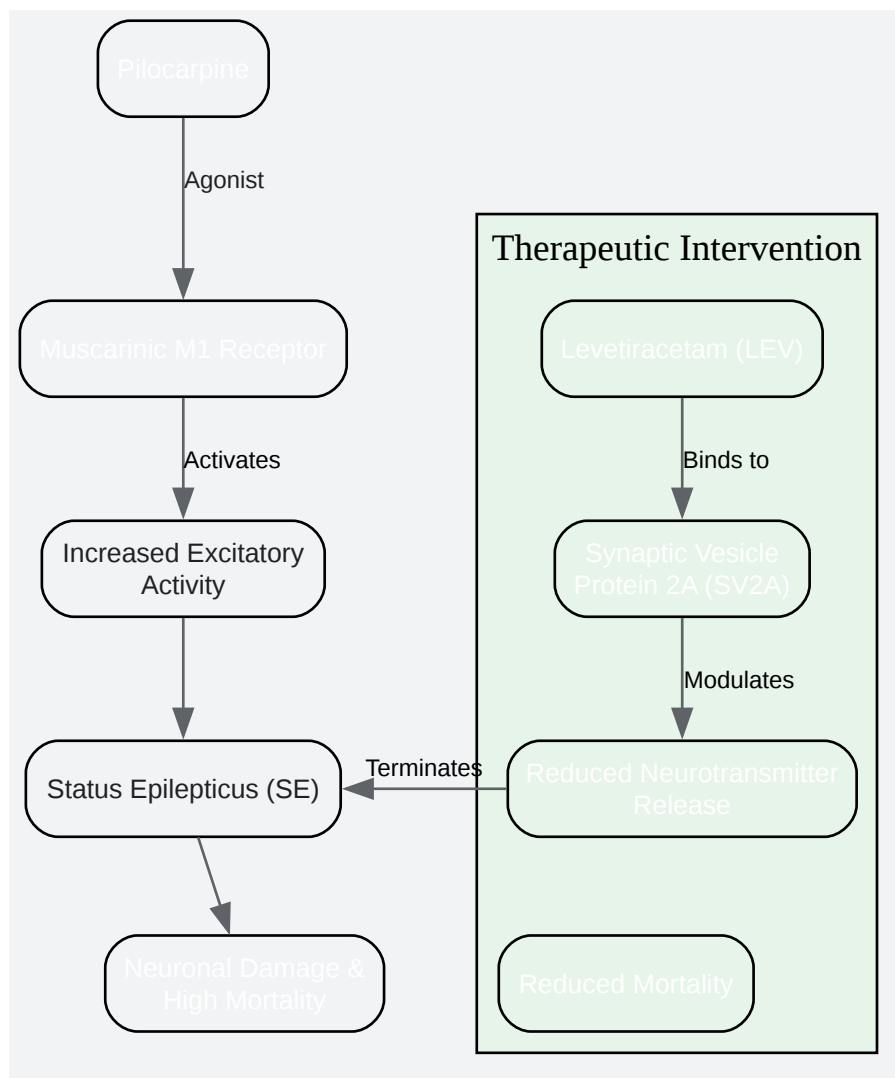 Pilocarpine
Agonist
Therapeutic Intervention
Muscarinic M1 Receptor
Levetiracetam (LEV)
Activates
Binds to
Increased Excitatory
Activity
Synaptic Vesicle
Protein 2A (SV2A)
Modulates
Status Epilepticus (SE)
Terminates
Reduced Neurotransmitter
Release
Neuronal Damage &
High Mortality
Reduced Mortality